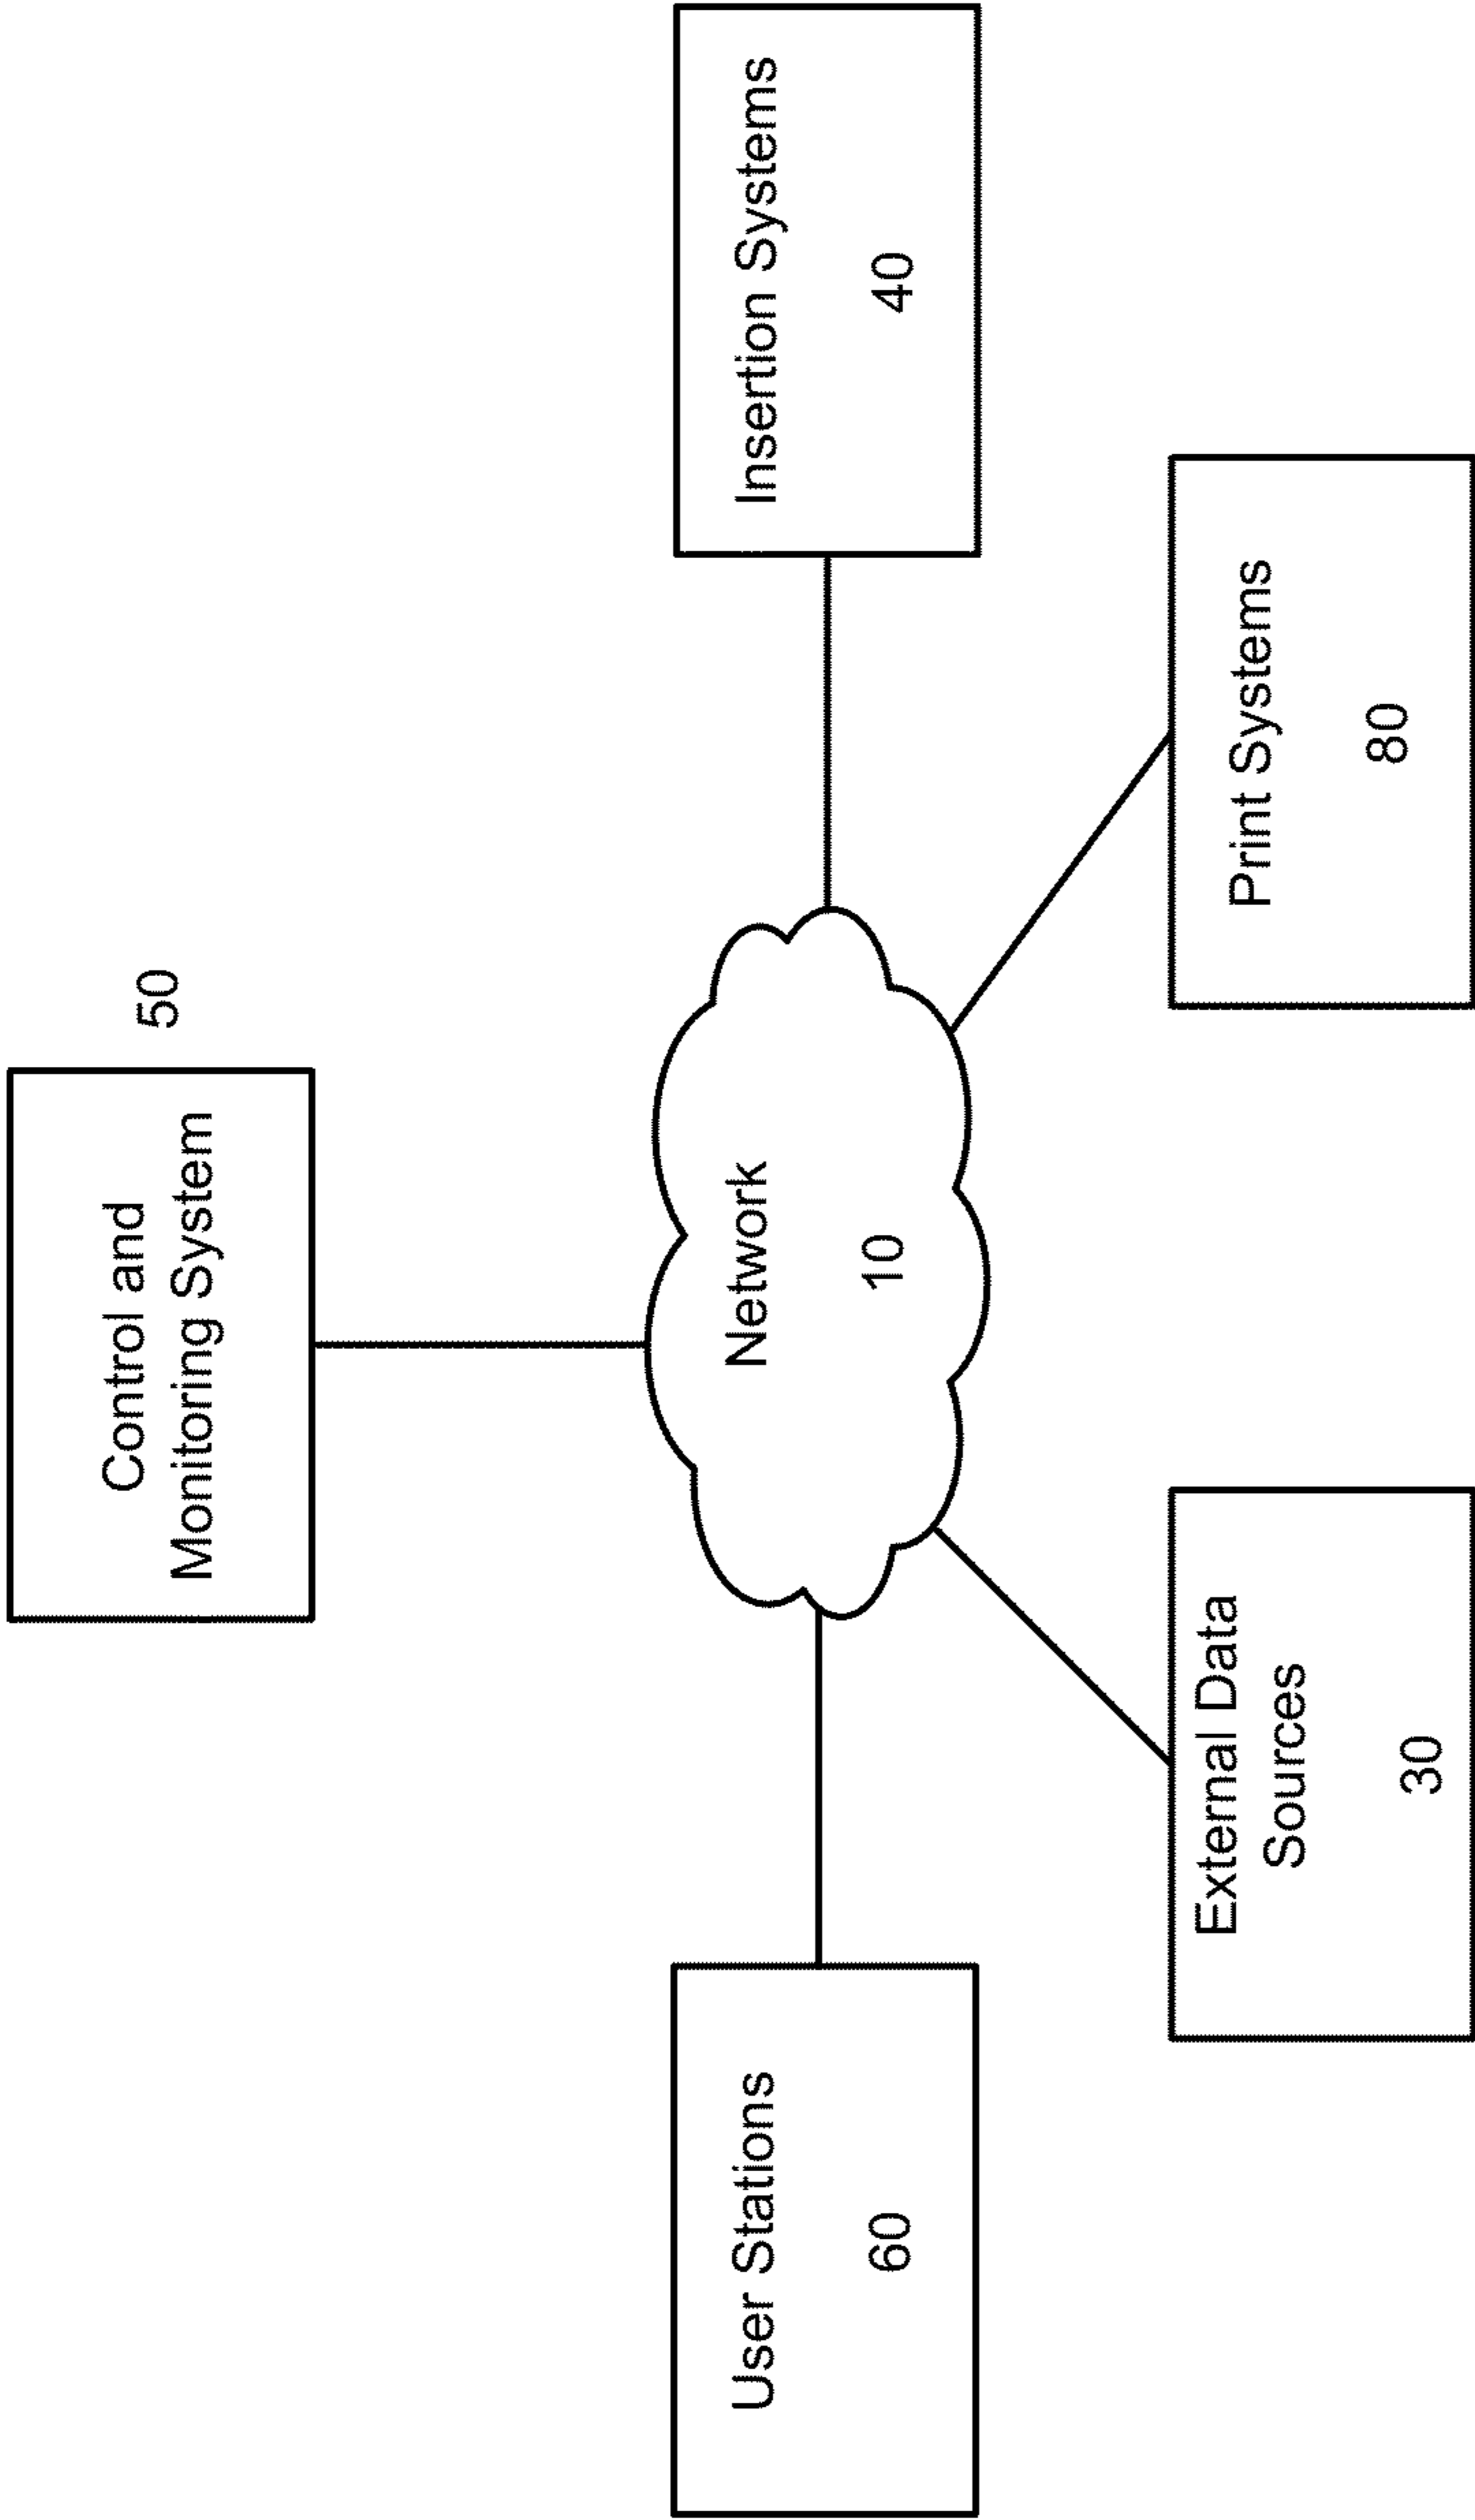 Control and
Monitoring System
50
User Stations
60
Network
10
Insertion Systems
40
External Data
Sources
30
Print Systems
80